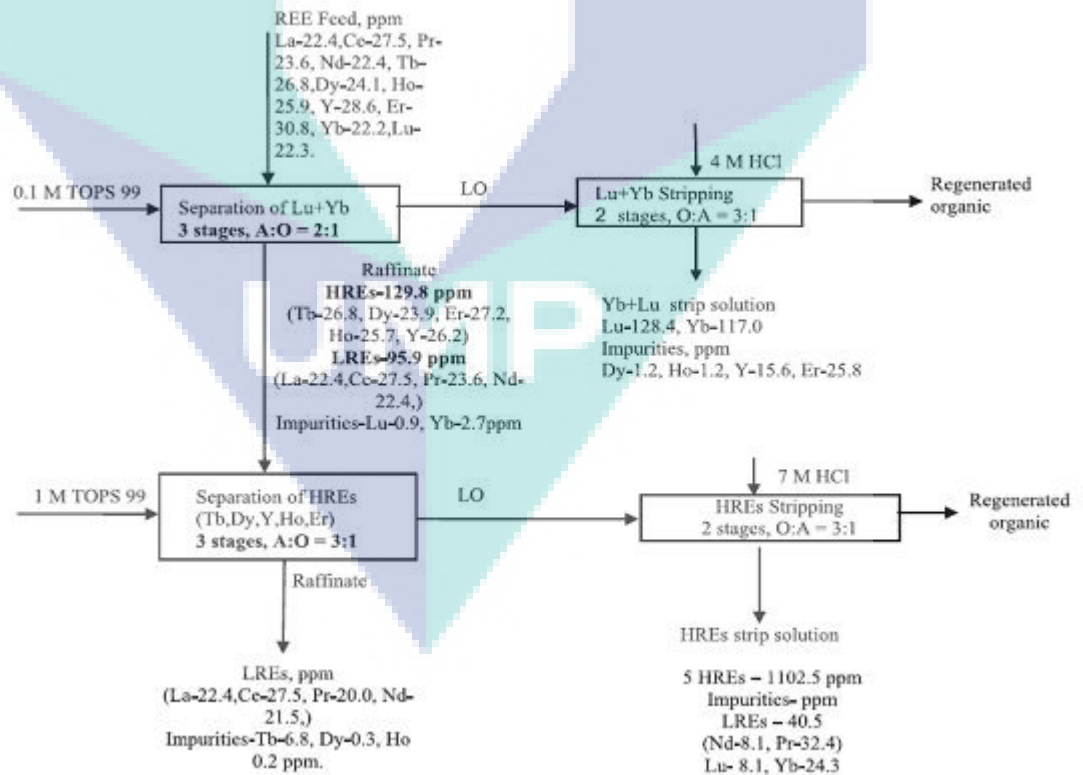 REE Feed, ppm
La-22.4,Ce-27.5, Pr-
23.6, Nd-22.4, Tb-
26.8,Dy-24.1, Ho-
25.9, Y-28.6, Er-
30.8, Yb-22.2,Lu-
22.3.
0.1 M TOPS 99
Separation of Lu+Yb
3 stages, A:O = 2:1
LO
4 M HCl
Lu+Yb Stripping
2 stages, O:A = 3:1
Regenerated
organic
Raffinate
HREs-129.8 ppm
(Tb-26.8, Dy-23.9, Er-27.2,
Ho-25.7, Y-26.2)
LREs-95.9 ppm
(La-22.4,Ce-27.5, Pr-23.6, Nd-
22.4,)
Impurities-Lu-0.9, Yb-2.7ppm
Yb+Lu strip solution
Lu-128.4, Yb-117.0
Impurities, ppm
Dy-1.2, Ho-1.2, Y-15.6, Er-25.8
UMP
1 M TOPS 99
Separation of HREs
(Tb,Dy,Y,Ho,Er)
3 stages, A:O = 3:1
LO
7 M HCl
HREs Stripping
2 stages, O:A = 3:1
Regenerated
organic
Raffinate
LREs, ppm
(La-22.4,Ce-27.5, Pr-20.0, Nd-
21.5,)
Impurities-Tb-6.8, Dy-0.3, Ho
0.2 ppm.
HREs strip solution
5 HREs – 1102.5 ppm
Impurities- ppm
LREs – 40.5
(Nd-8.1, Pr-32.4)
Lu- 8.1, Yb-24.3